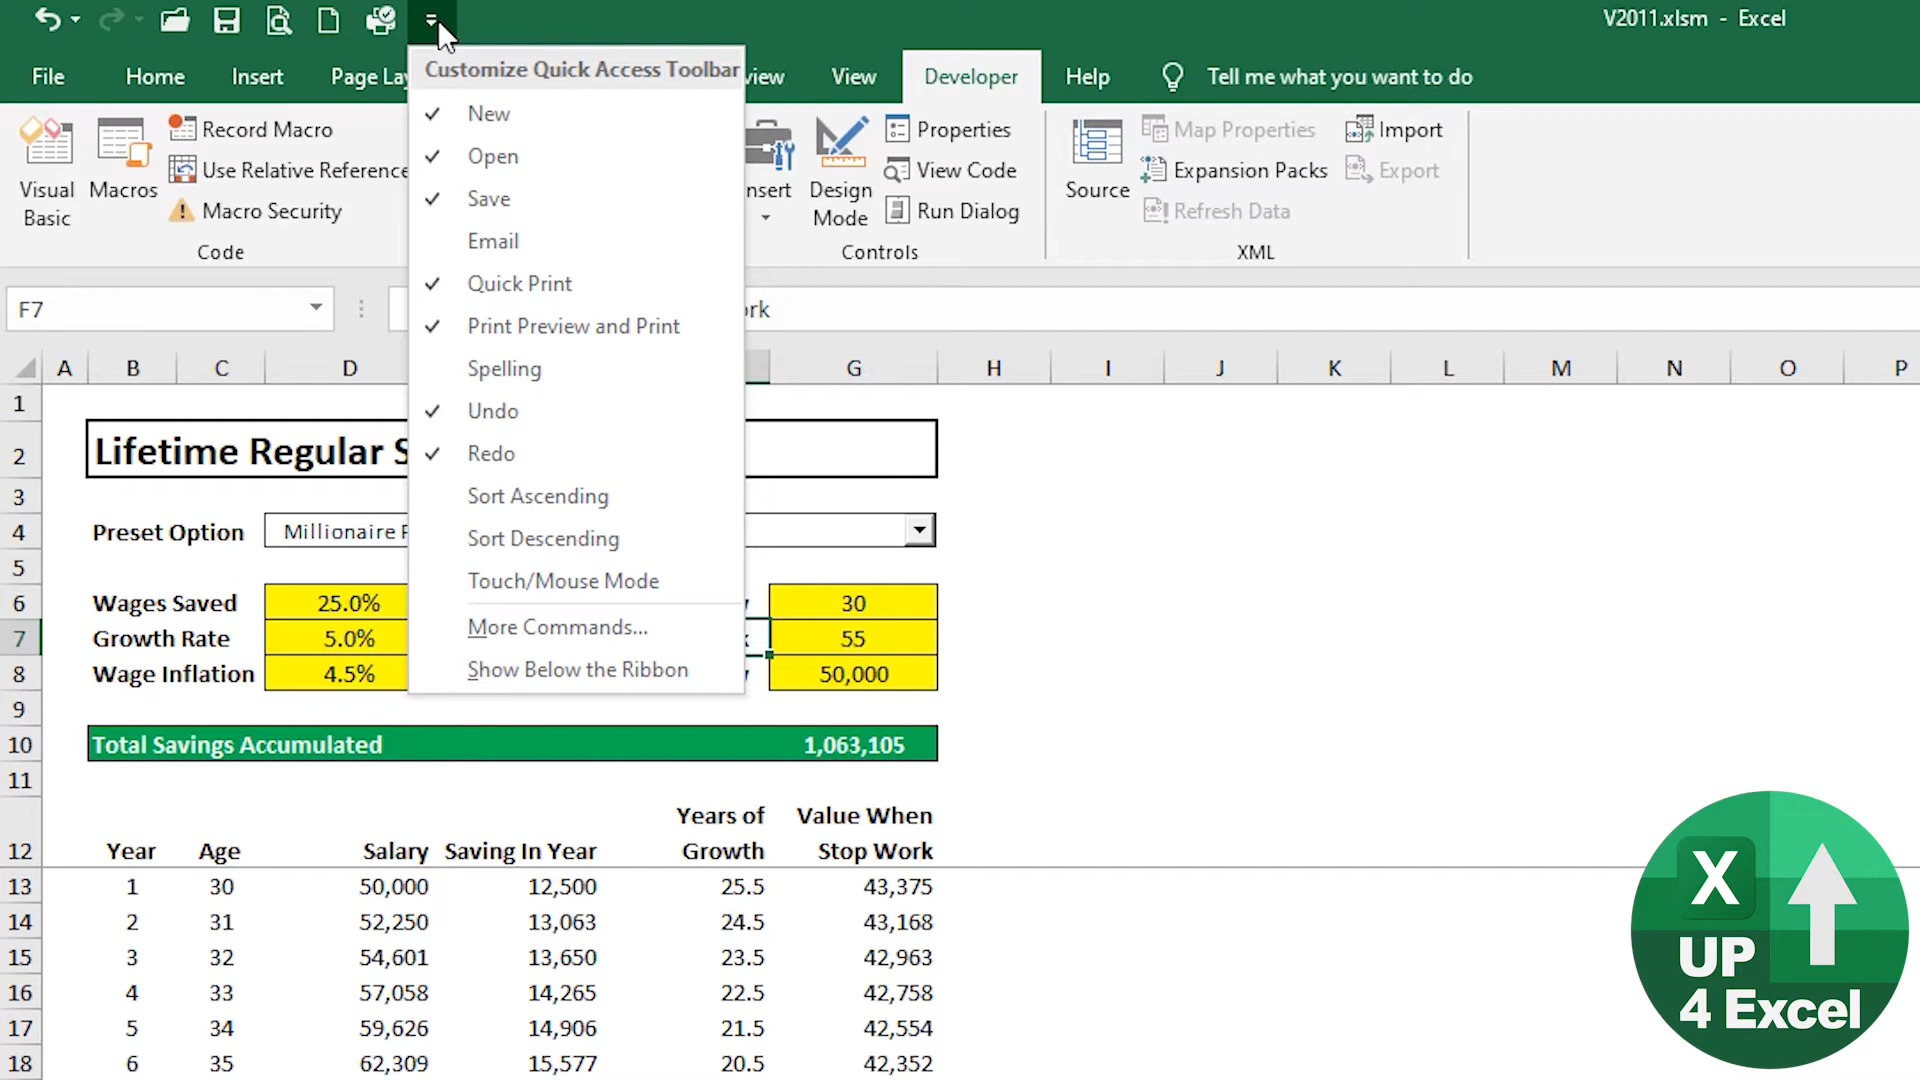 V2011.xlsm - Excel
File Home Insert Page Lay view View Developer Help Tell me what you want to do
Customize Quick Access Toolbar
New
Open
Save
Email
Quick Print
Print Preview and Print
Spelling
Undo
Redo
Sort Ascending
Sort Descending
Touch/Mouse Mode
More Commands...
Show Below the Ribbon
Visual Basic
Macros
Record Macro
Use Relative Reference
Macro Security
Code
nsert
Design Mode
Properties
View Code
Run Dialog
Controls
Source
Map Properties
Expansion Packs
Refresh Data
Import
Export
XML
F7
rk
A B C D G H I J K L M N O P
1
2 Lifetime Regular S
3
4 Preset Option Millionaire
5
6 Wages Saved 25.0% 30
7 Growth Rate 5.0% 55
8 Wage Inflation 4.5% 50,000
9
10 Total Savings Accumulated 1,063,105
11
Years of Value When
12 Year Age Salary Saving In Year Growth Stop Work
13 1 30 50,000 12,500 25.5 43,375
14 2 31 52,250 13,063 24.5 43,168
15 3 32 54,601 13,650 23.5 42,963
16 4 33 57,058 14,265 22.5 42,758
17 5 34 59,626 14,906 21.5 42,554
18 6 35 62,309 15,577 20.5 42,352
X
UP
4 Excel